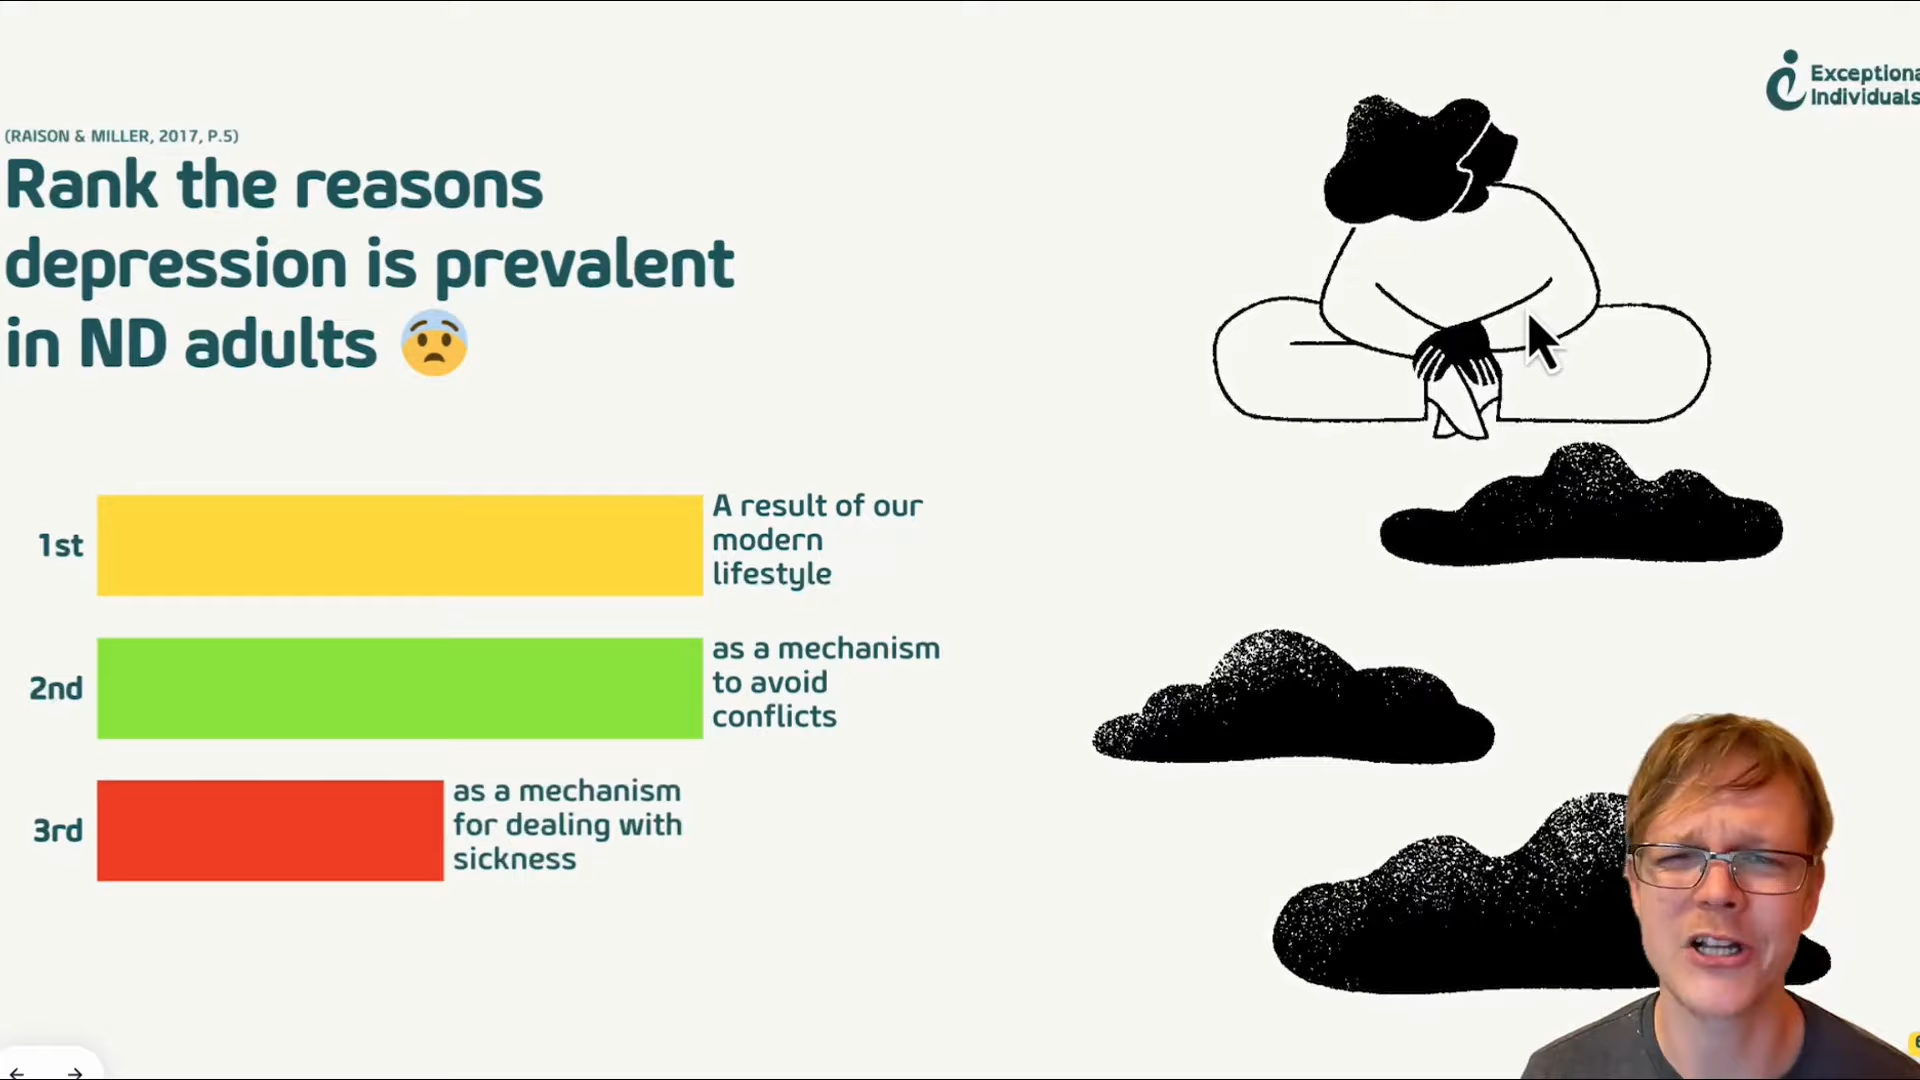 Exceptiona
Individuals
(RAISON & MILLER, 2017, P.5)
Rank the reasons
depression is prevalent
in ND adults 😨
1st
A result of our
modern
lifestyle
2nd
as a mechanism
to avoid
conflicts
3rd
as a mechanism
for dealing with
sickness